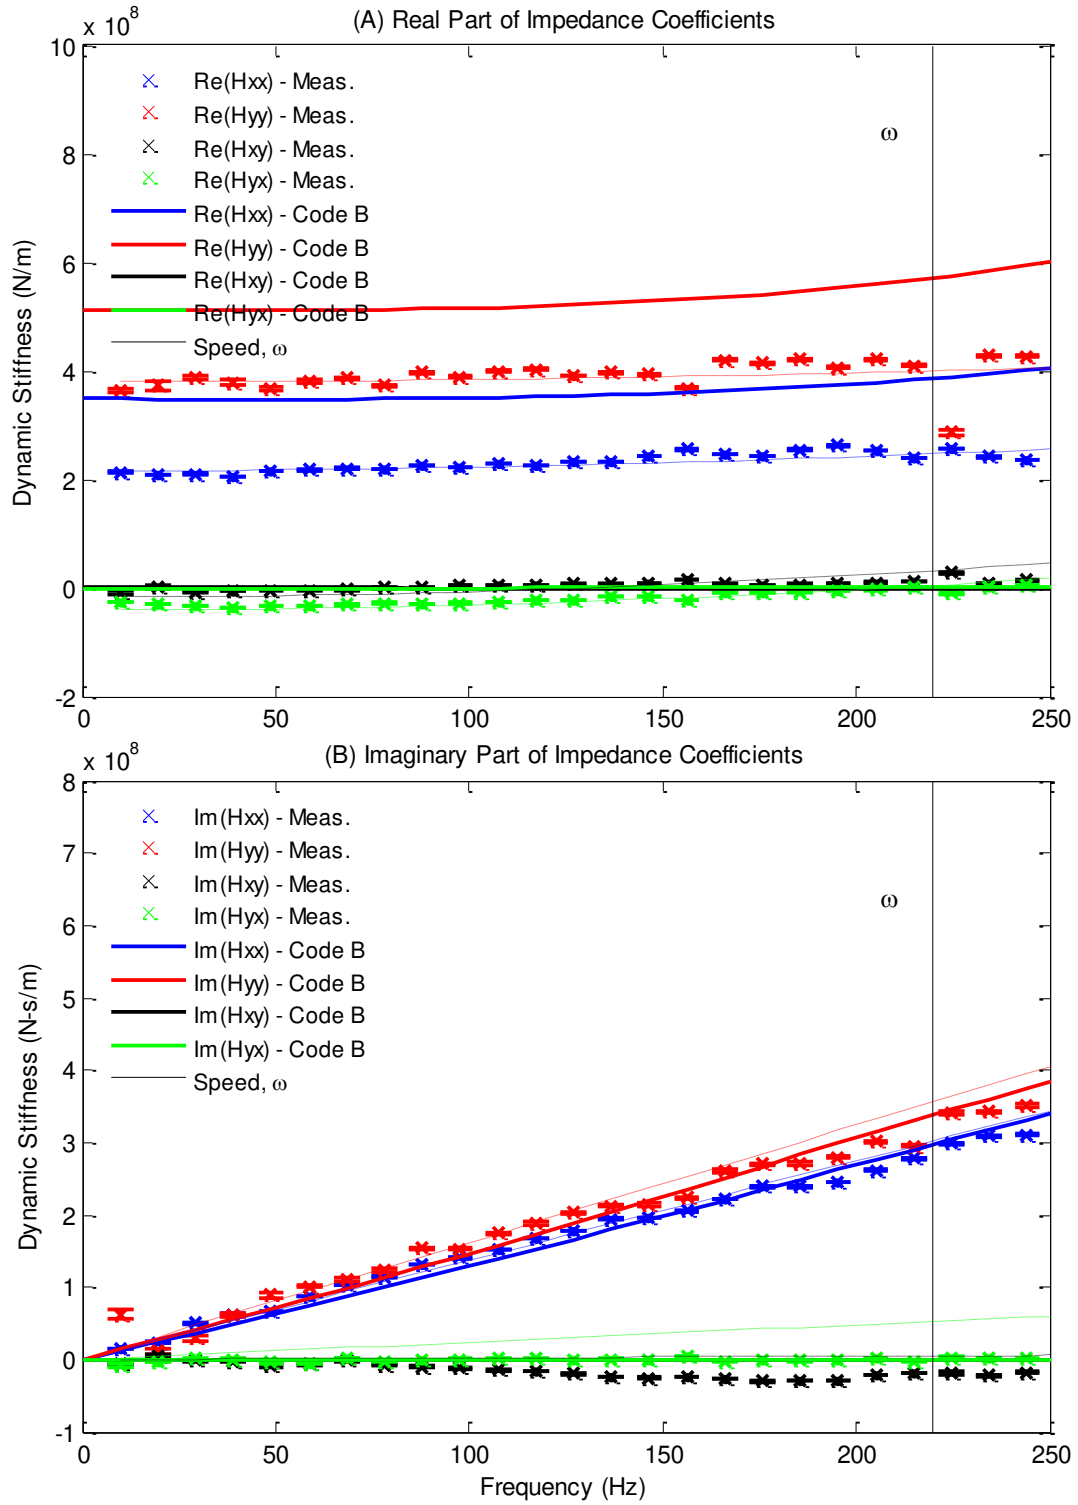 (A) Real Part of Impedance Coefficients
x 10^8
10
8
6
4
2
0
-2
Dynamic Stiffness (N/m)
Re(Hxx) - Meas.
Re(Hyy) - Meas.
Re(Hxy) - Meas.
Re(Hyx) - Meas.
Re(Hxx) - Code B
Re(Hyy) - Code B
Re(Hxy) - Code B
Re(Hyx) - Code B
Speed, ω
ω
0 50 100 150 200 250
(B) Imaginary Part of Impedance Coefficients
x 10^8
8
7
6
5
4
3
2
1
0
-1
Dynamic Stiffness (N-s/m)
Im(Hxx) - Meas.
Im(Hyy) - Meas.
Im(Hxy) - Meas.
Im(Hyx) - Meas.
Im(Hxx) - Code B
Im(Hyy) - Code B
Im(Hxy) - Code B
Im(Hyx) - Code B
Speed, ω
ω
0 50 100 150 200 250
Frequency (Hz)